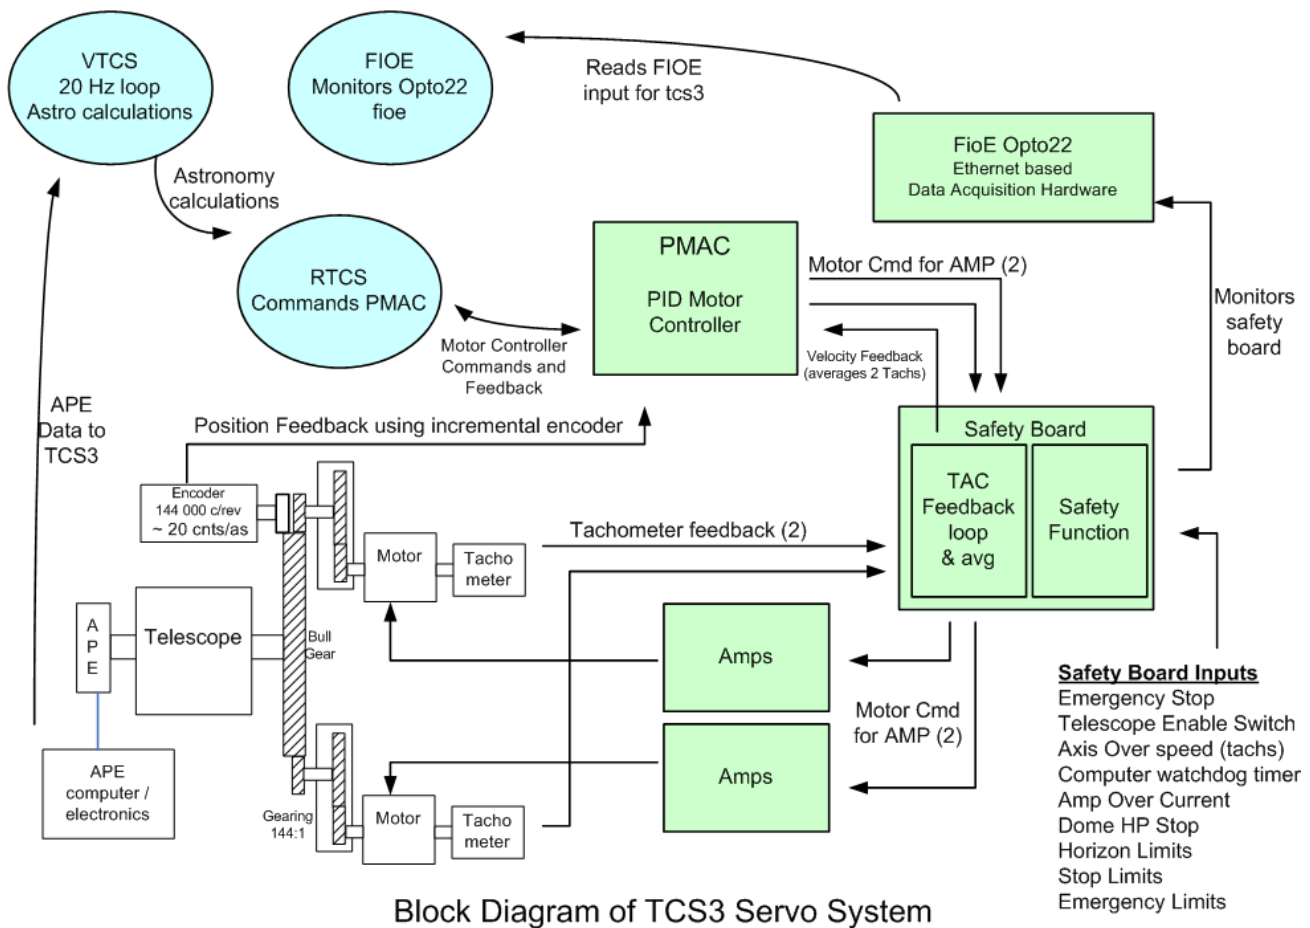 VTCS
20 Hz loop
Astro calculations
FIOE
Monitors Opto22
fioe
Reads FIOE
input for tcs3
FioE Opto22
Ethernet based
Data Acquisition Hardware
Astronomy
calculations
RTCS
Commands PMAC
PMAC
PID Motor
Controller
Motor Cmd for AMP (2)
Monitors
safety
board
Motor Controller
Commands and
Feedback
Velocity Feedback
(averages 2 Tachs)
APE
Data to
TCS3
Position Feedback using incremental encoder
Safety Board
TAC
Feedback
loop
& avg
Safety
Function
Encoder
144 000 c/rev
~ 20 cnts/as
Motor
Tacho
meter
Tachometer feedback (2)
A
P
E
Telescope
Bull
Gear
Amps
Motor Cmd
for AMP (2)
Amps
APE
computer /
electronics
Gearing
144:1
Motor
Tacho
meter
Safety Board Inputs
Emergency Stop
Telescope Enable Switch
Axis Over speed (tachs)
Computer watchdog timer
Amp Over Current
Dome HP Stop
Horizon Limits
Stop Limits
Emergency Limits
Block Diagram of TCS3 Servo System